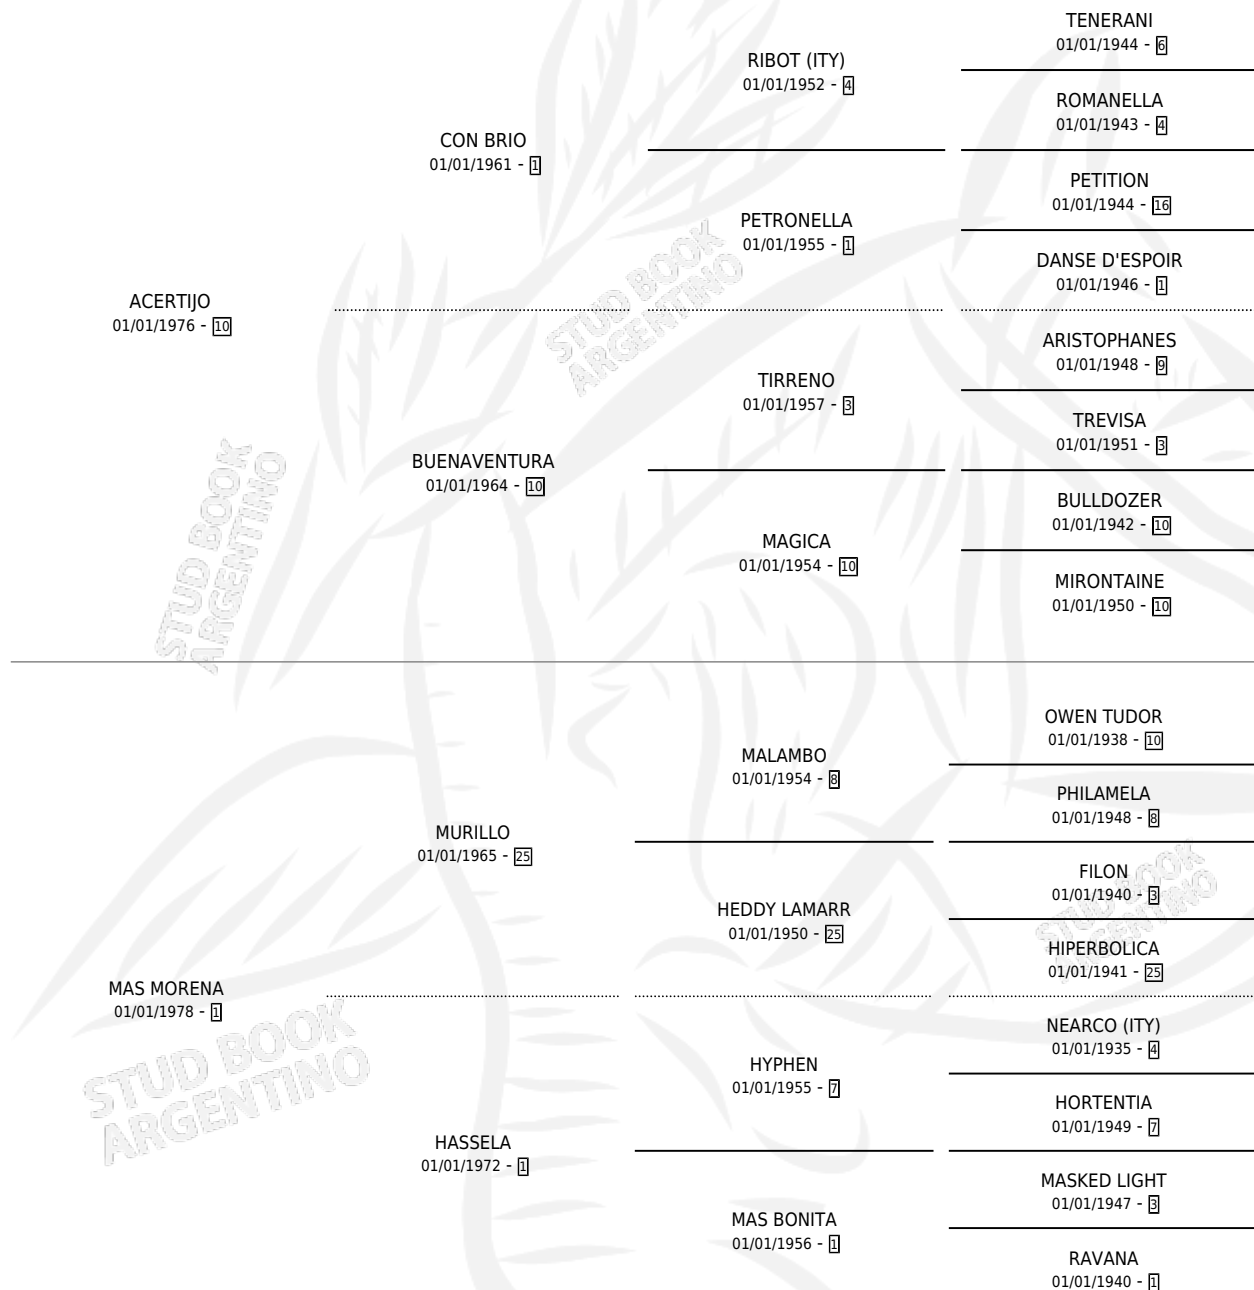 TENERANI
01/01/1944 - 6
RIBOT (ITY)
01/01/1952 - 4
ROMANELLA
01/01/1943 - 4
CON BRIO
01/01/1961 - 1
PETITION
01/01/1944 - 16
PETRONELLA
01/01/1955 - 1
DANSE D'ESPOIR
01/01/1946 - 1
ACERTIJO
01/01/1976 - 10
STUD BOOK
ARGENTINO
ARISTOPHANES
01/01/1948 - 9
TIRRENO
01/01/1957 - 3
TREVISA
01/01/1951 - 3
BUENAVENTURA
01/01/1964 - 10
BULLDOZER
01/01/1942 - 10
MAGICA
01/01/1954 - 10
MIRONTAINE
01/01/1950 - 10
STUD BOOK
ARGENTINO
OWEN TUDOR
01/01/1938 - 10
MALAMBO
01/01/1954 - 8
PHILAMELA
01/01/1948 - 8
MURILLO
01/01/1965 - 25
FILON
01/01/1940 - 3
HEDDY LAMARR
01/01/1950 - 25
STUD BOOK
ARGENTINO
HIPERBOLICA
01/01/1941 - 25
MAS MORENA
01/01/1978 - 1
NEARCO (ITY)
01/01/1935 - 4
HYPHEN
01/01/1955 - 7
STUD BOOK
ARGENTINO
HORTENTIA
01/01/1949 - 7
HASSELA
01/01/1972 - 1
MASKED LIGHT
01/01/1947 - 3
MAS BONITA
01/01/1956 - 1
RAVANA
01/01/1940 - 1